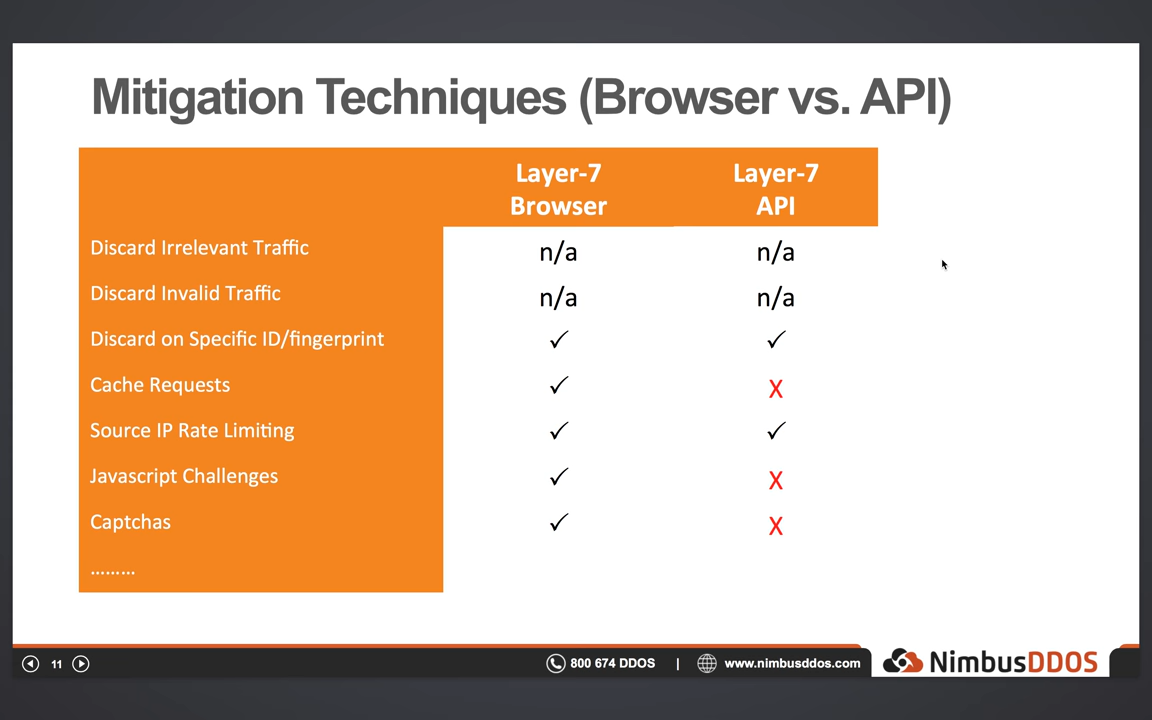 Mitigation Techniques (Browser vs. API)
Layer-7 Browser
Layer-7 API
Discard Irrelevant Traffic n/a n/a
Discard Invalid Traffic n/a n/a
Discard on Specific ID/fingerprint ✓ ✓
Cache Requests ✓ X
Source IP Rate Limiting ✓ ✓
Javascript Challenges ✓ X
Captchas ✓ X
.........
11 800 674 DDOS | www.nimbusddos.com NimbusDDOS